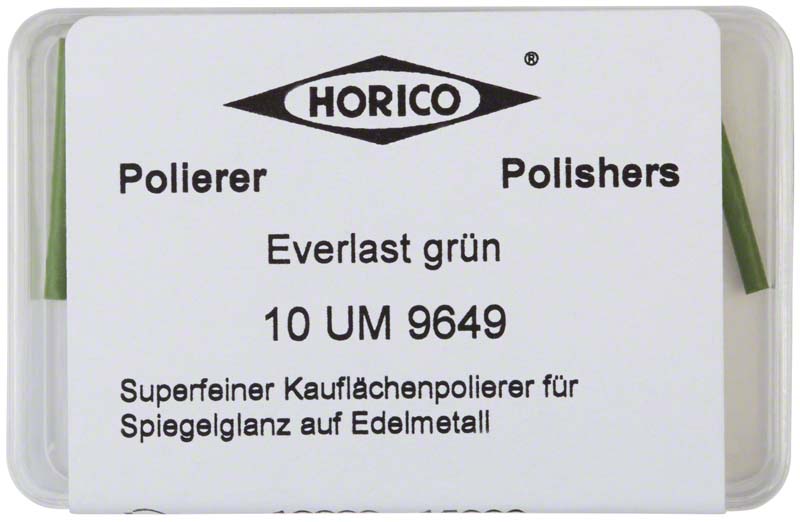 HORICO ®
Polierer Polishers
Everlast grün
10 UM 9649
Superfeiner Kauflächenpolierer für
Spiegelglanz auf Edelmetall